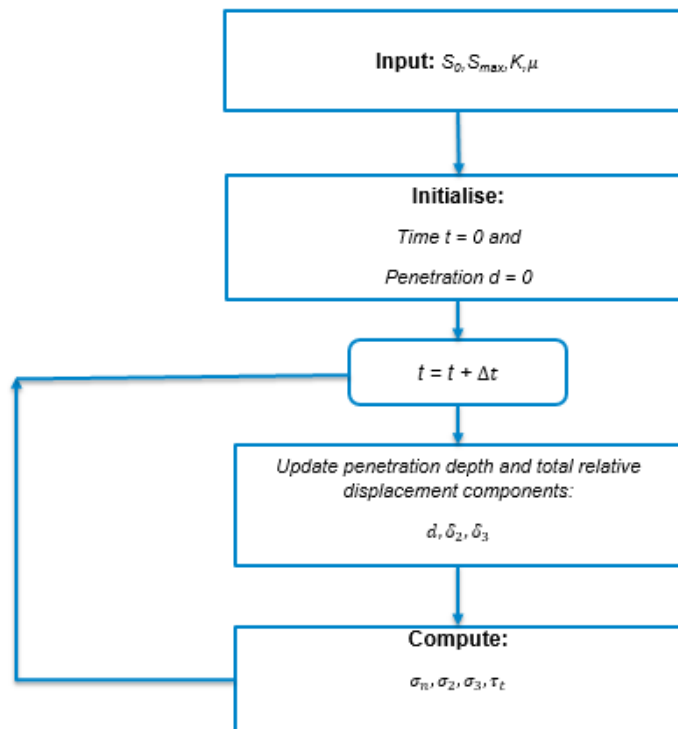 Input: S₀,Sₘₐₓ,K,μ
Initialise:
Time t = 0 and
Penetration d = 0
t = t + Δt
Update penetration depth and total relative
displacement components:
d, δ₂, δ₃
Compute:
σₙ, σ₂, σ₃, τₜ